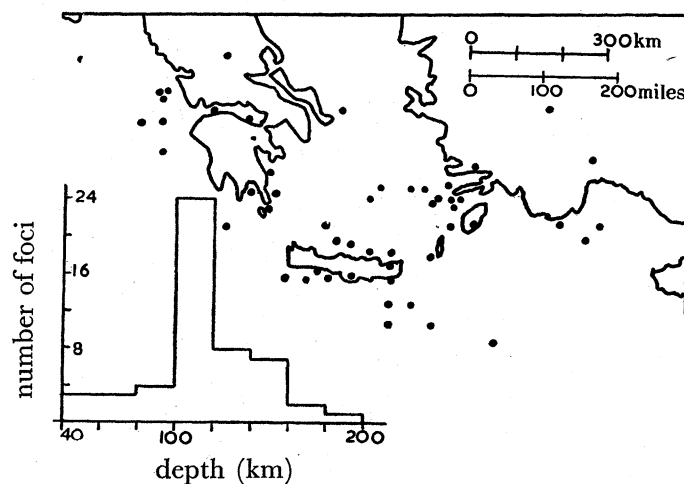 0 300km
0 100 200miles
number of foci
24
16
8
40 100 200
depth (km)